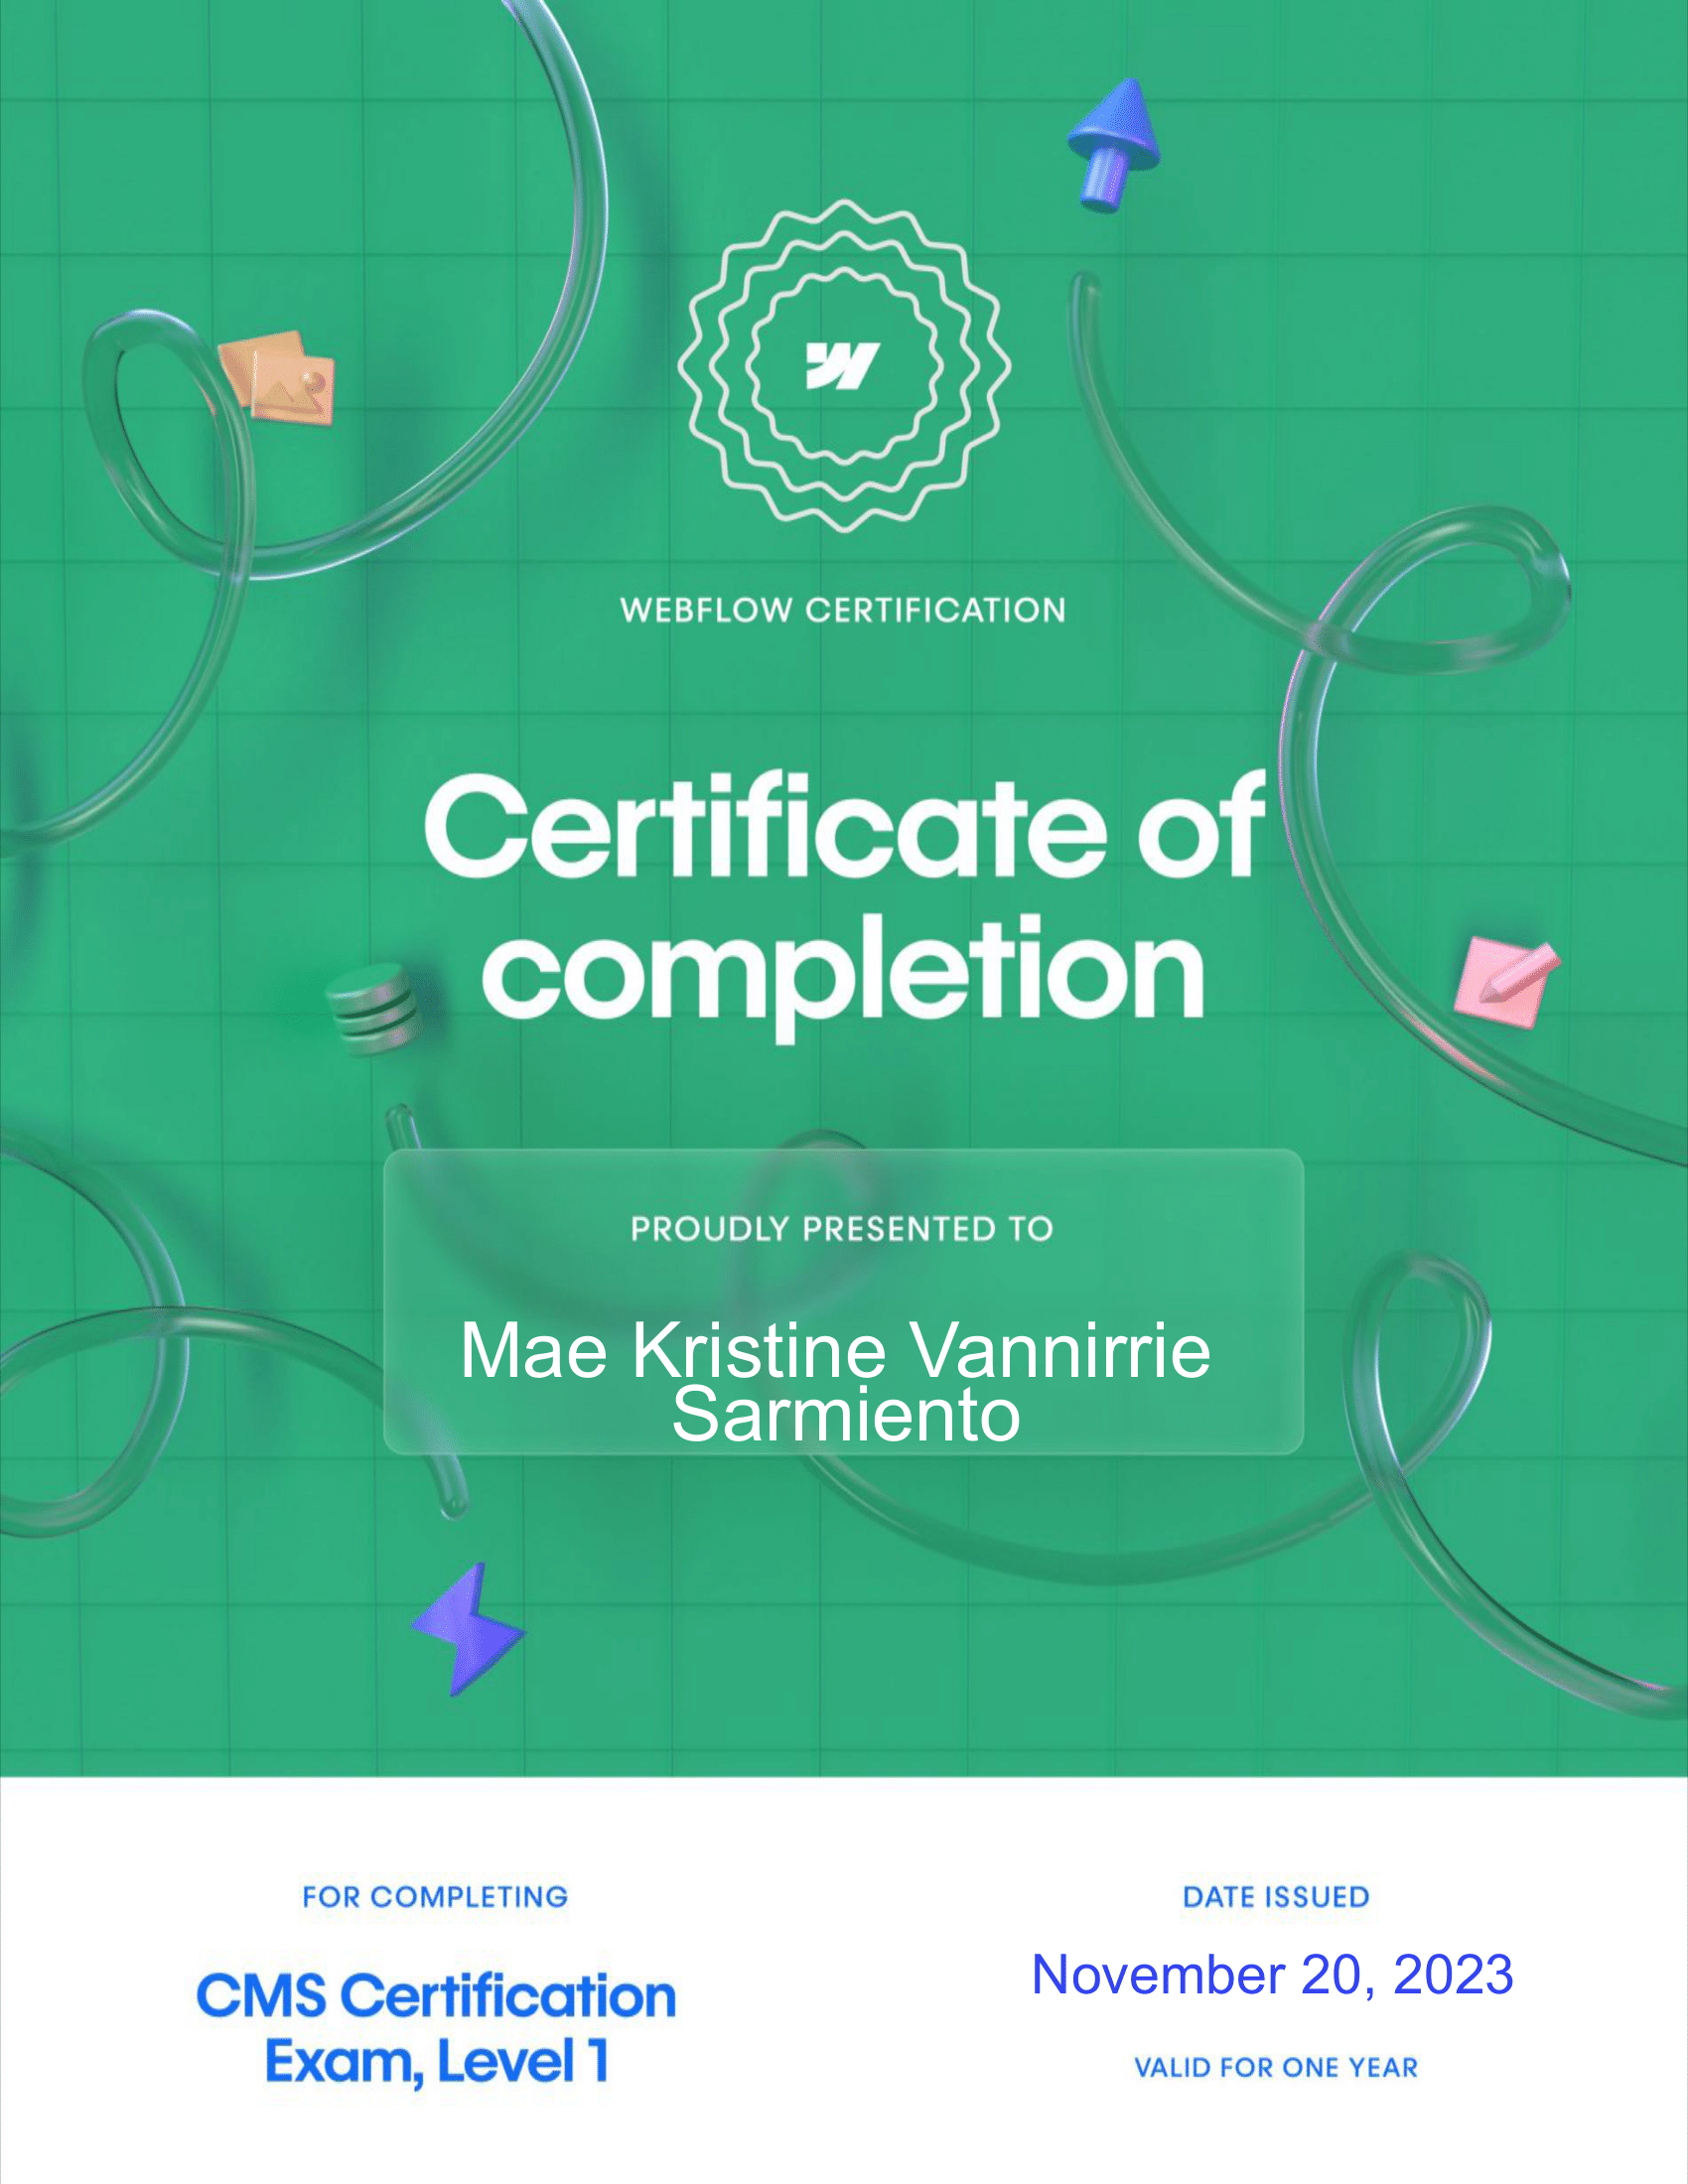 WEBFLOW CERTIFICATION
Certificate of
completion
PROUDLY PRESENTED TO
Mae Kristine Vannirrie
Sarmiento
FOR COMPLETING
CMS Certification
Exam, Level 1
DATE ISSUED
November 20, 2023
VALID FOR ONE YEAR